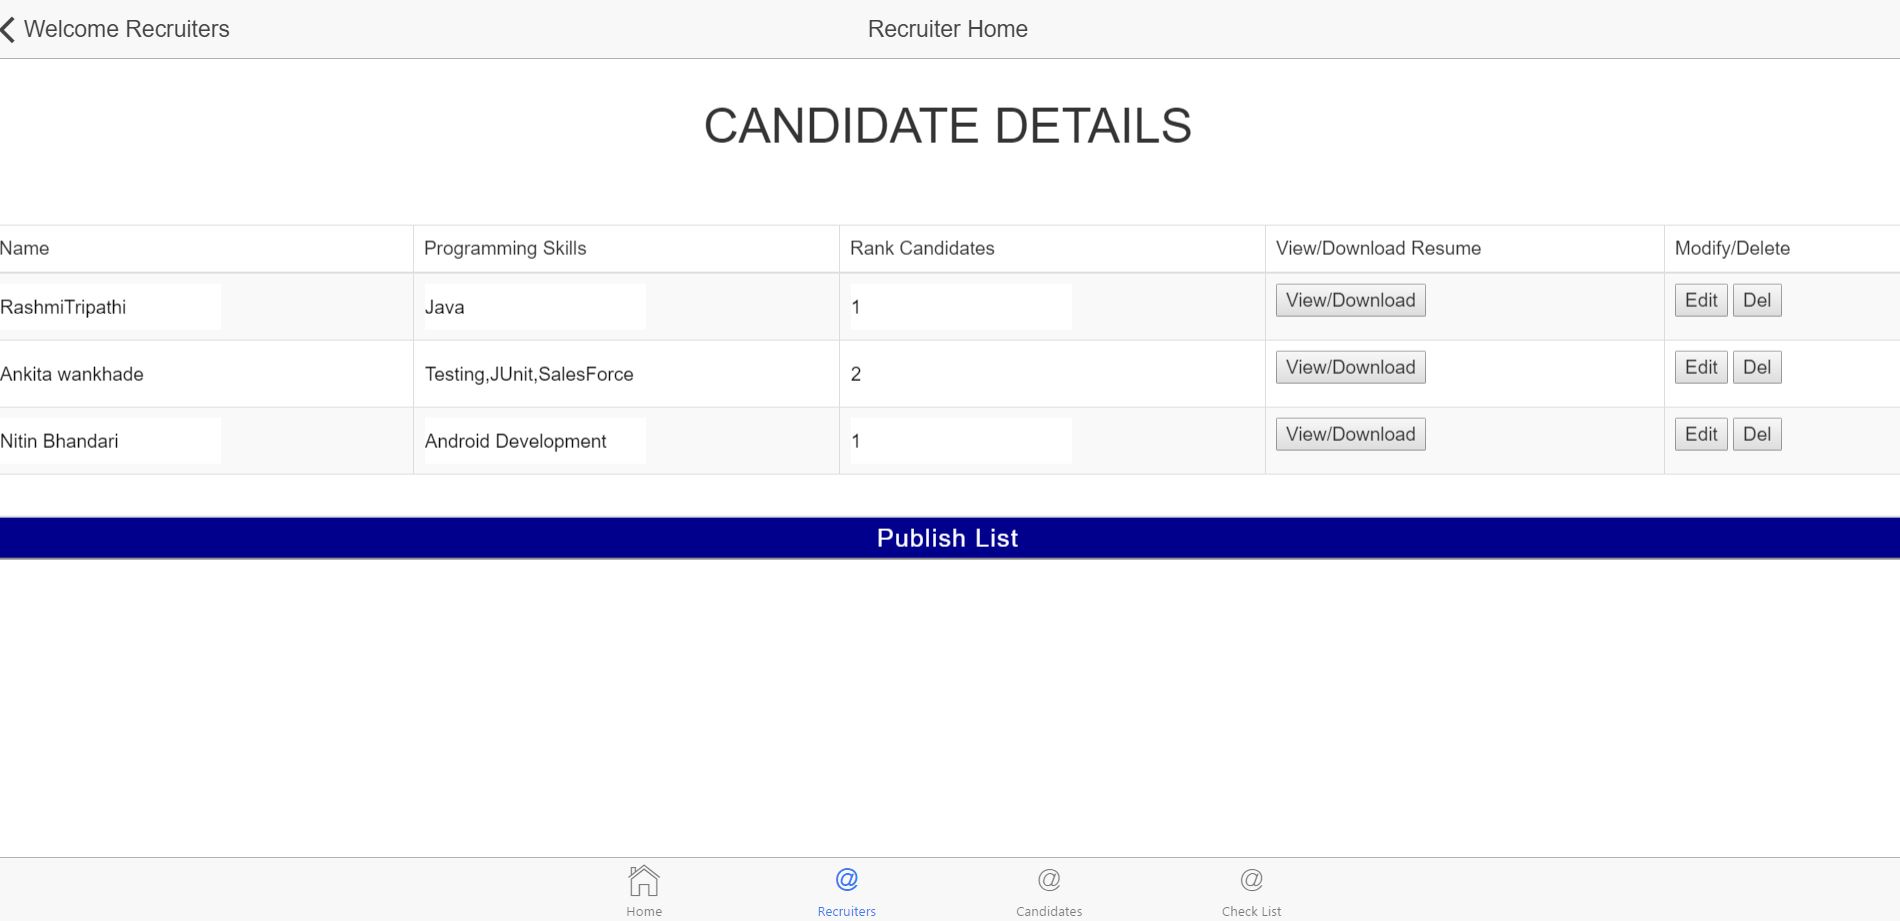 Welcome Recruiters Recruiter Home
CANDIDATE DETAILS
Name Programming Skills Rank Candidates View/Download Resume Modify/Delete
RashmiTripathi Java 1 View/Download Edit Del
Ankita wankhade Testing,JUnit,SalesForce 2 View/Download Edit Del
Nitin Bhandari Android Development 1 View/Download Edit Del
Publish List
@ @ @
Home Recruiters Candidates Check List